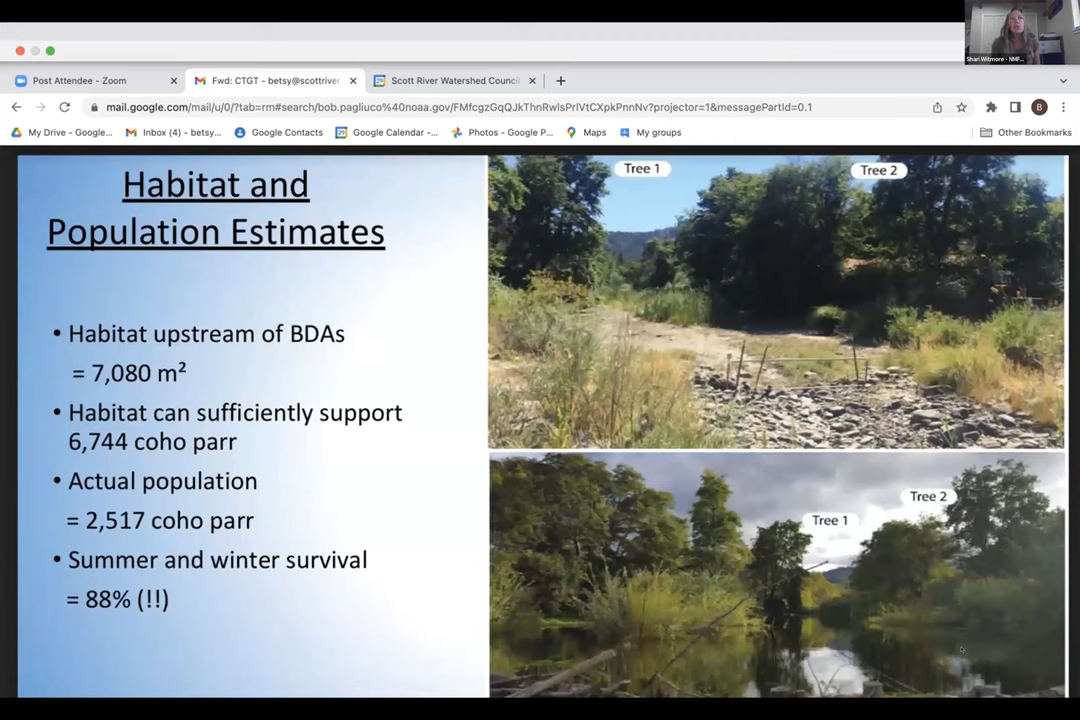 Shari Witmore - NMF...
Post Attendee - Zoom
Fwd: CTGT - betsy@scottriver
Scott River Watershed Council
mail.google.com/mail/u/0/?tab=rm#search/bob.pagliuco%40noaa.gov/FMfcgzGqQJkThnRwlsPrlVtCXpkPnnNv?projector=1&messagePartId=0.1
B
My Drive - Google...
Inbox (4) - betsy...
Google Contacts
Google Calendar -...
Photos - Google P...
Maps
My groups
Other Bookmarks
Habitat and
Population Estimates
• Habitat upstream of BDAs
= 7,080 m²
• Habitat can sufficiently support
6,744 coho parr
• Actual population
= 2,517 coho parr
• Summer and winter survival
= 88% (!!)
Tree 1
Tree 2
Tree 2
Tree 1